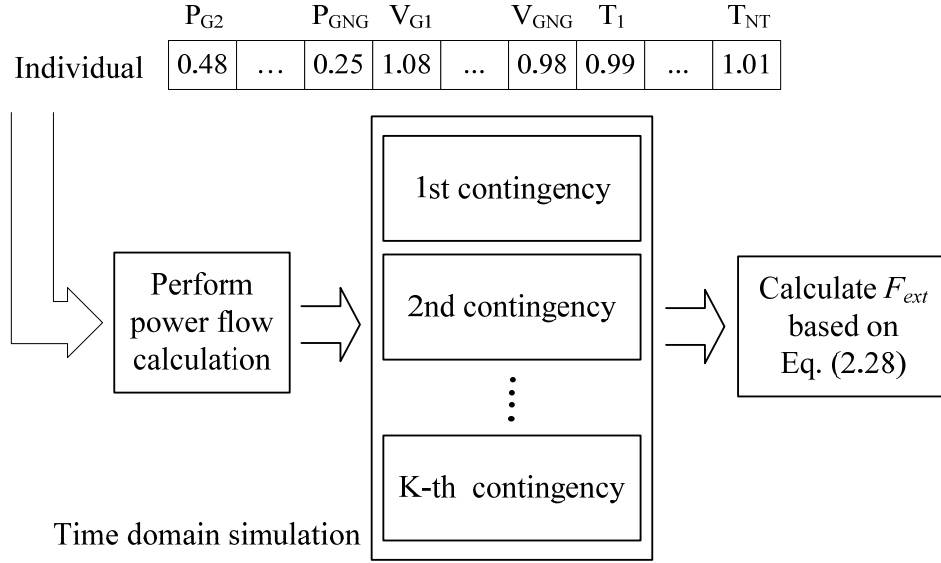 P_G2 P_GNG V_G1 V_GNG T_1 T_NT
Individual 0.48 … 0.25 1.08 ... 0.98 0.99 ... 1.01
1st contingency
Perform
power flow
calculation
2nd contingency
Calculate F_ext
based on
Eq. (2.28)
K-th contingency
Time domain simulation